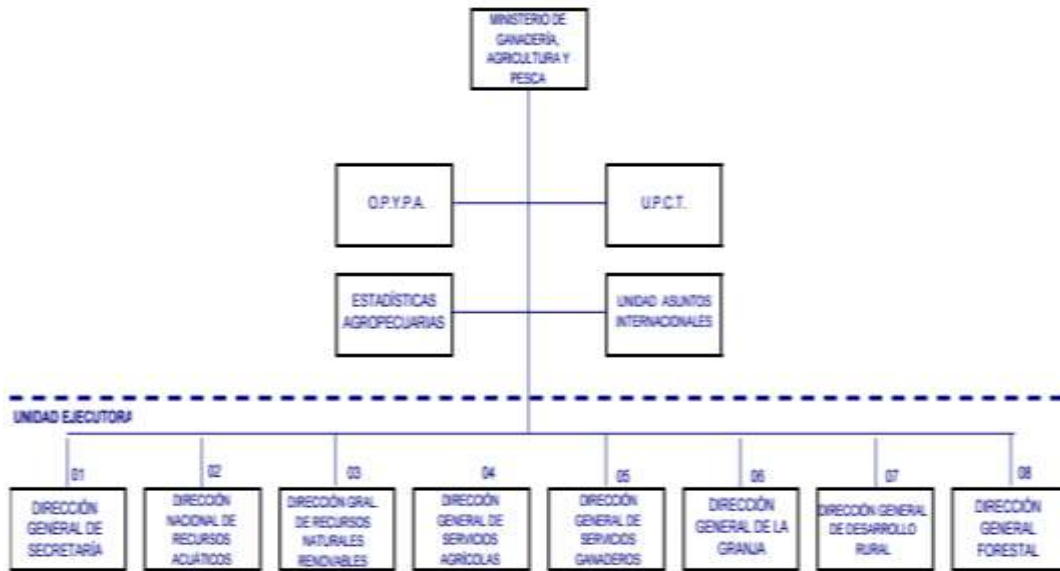 MINISTERIO DE
GANADERÍA,
AGRICULTURA Y
PESCA
O.P.Y.P.A.
U.P.C.T.
ESTADÍSTICAS
AGROPECUARIAS
UNIDAD ASUNTOS
INTERNACIONALES
UNIDAD EJECUTORA
01
DIRECCIÓN
GENERAL DE
SECRETARÍA
02
DIRECCIÓN
NACIONAL DE
RECURSOS
ACUÁTICOS
03
DIRECCIÓN GRAL.
DE RECURSOS
NATURALES
RENOVABLES
04
DIRECCIÓN
GENERAL DE
SERVICIOS
AGRÍCOLAS
05
DIRECCIÓN
GENERAL DE
SERVICIOS
GANADEROS
06
DIRECCIÓN
GENERAL DE LA
GRANJA
07
DIRECCIÓN GENERAL
DE DESARROLLO
RURAL
08
DIRECCIÓN
GENERAL
FORESTAL